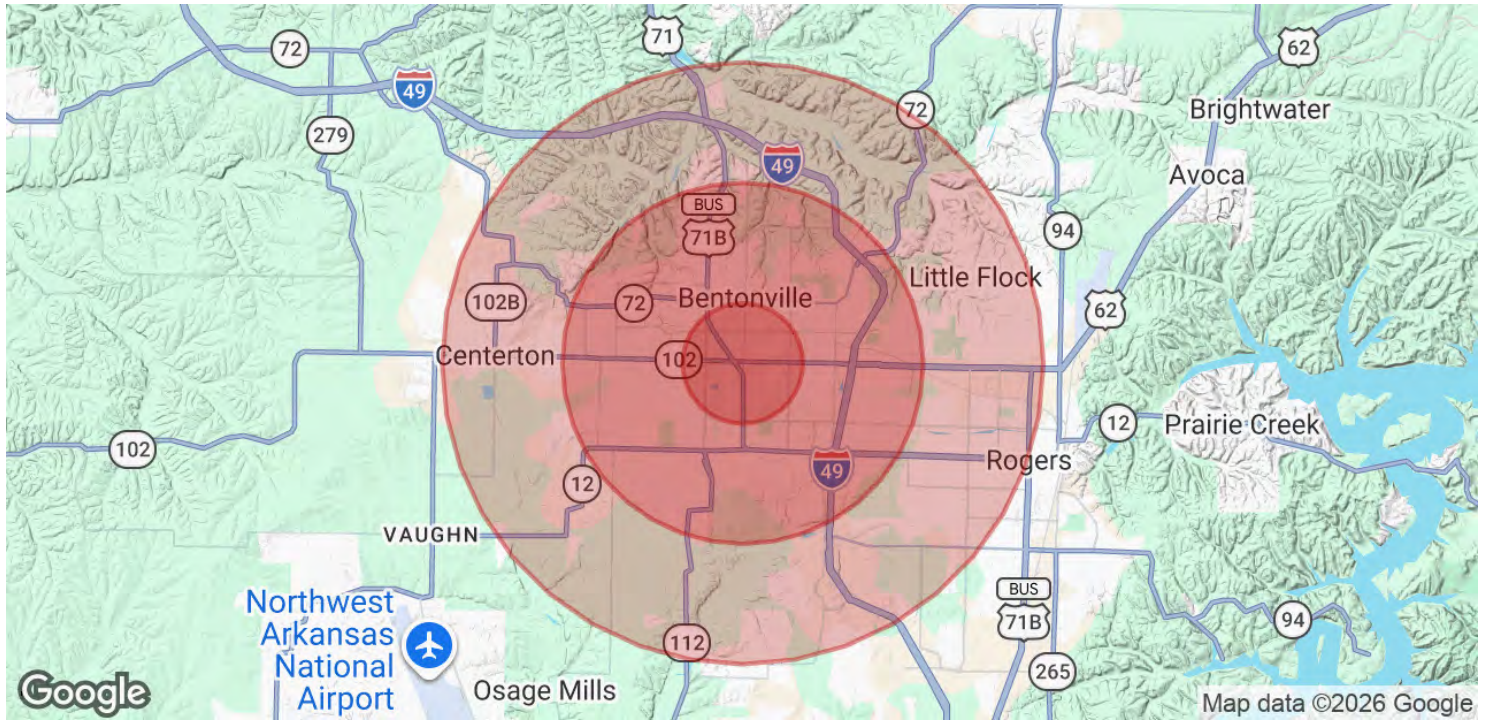 71
62
72
49
72
279
Brightwater
49
Avoca
BUS
71B
94
Little Flock
102B
72
Bentonville
62
Centerton
102
12
Prairie Creek
102
Rogers
49
12
VAUGHN
Northwest
Arkansas
National
Airport
BUS
71B
94
112
265
Osage Mills
Google
Map data ©2026 Google